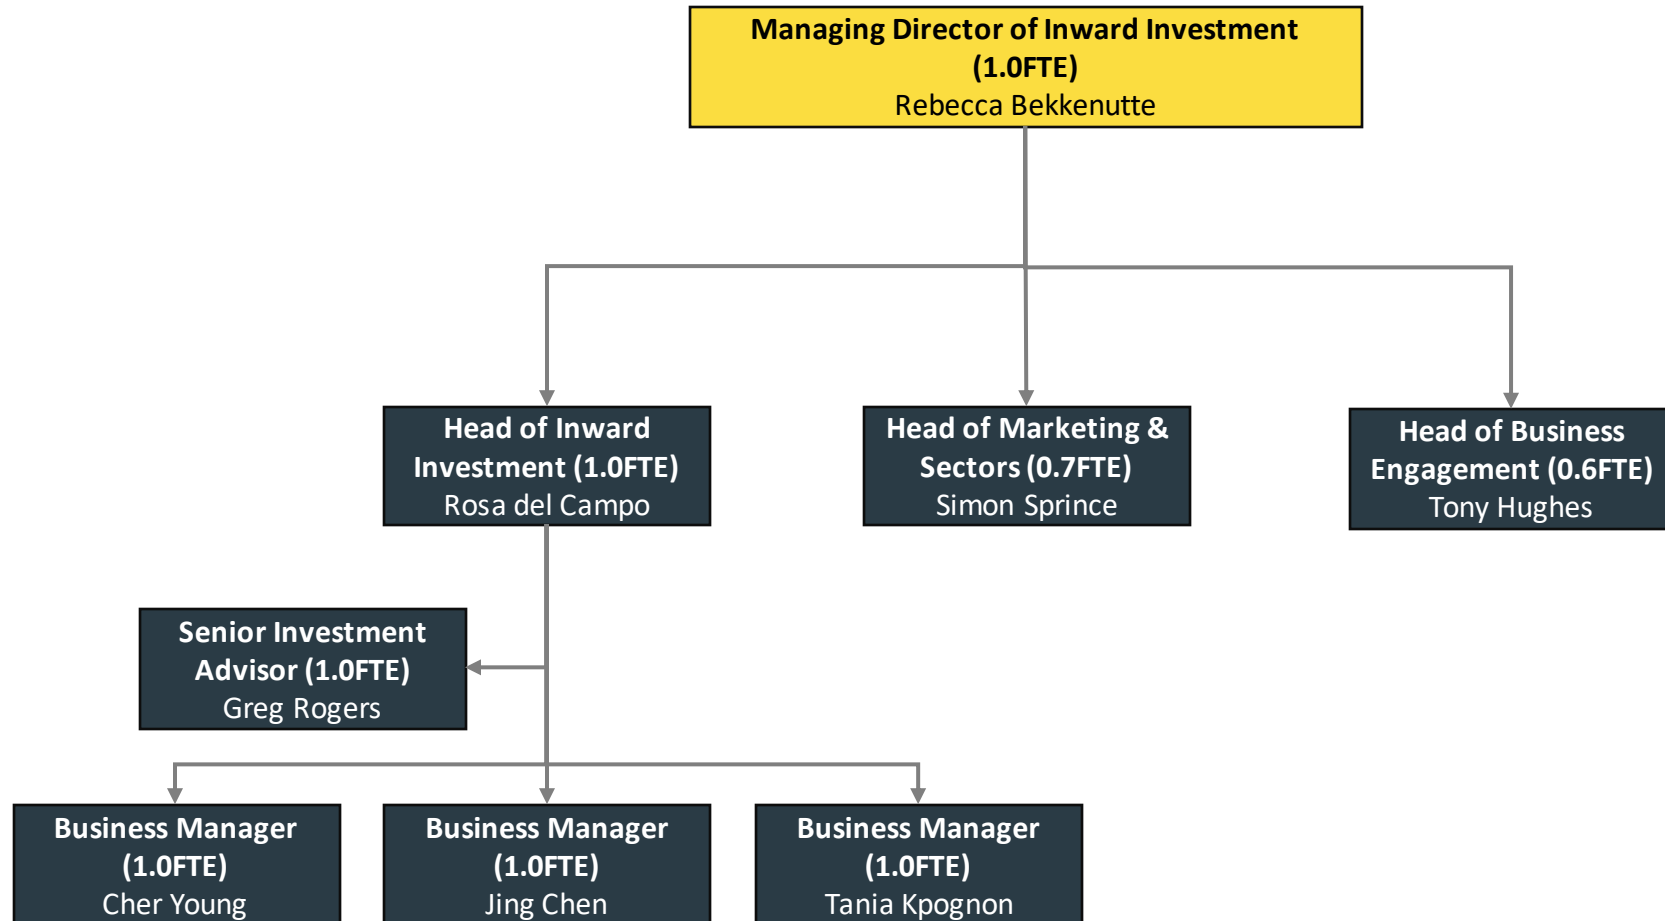 Managing Director of Inward Investment
(1.0FTE)
Rebecca Bekkenutte
Head of Inward
Investment (1.0FTE)
Rosa del Campo
Head of Marketing &
Sectors (0.7FTE)
Simon Sprince
Head of Business
Engagement (0.6FTE)
Tony Hughes
Senior Investment
Advisor (1.0FTE)
Greg Rogers
Business Manager
(1.0FTE)
Cher Young
Business Manager
(1.0FTE)
Jing Chen
Business Manager
(1.0FTE)
Tania Kpognon